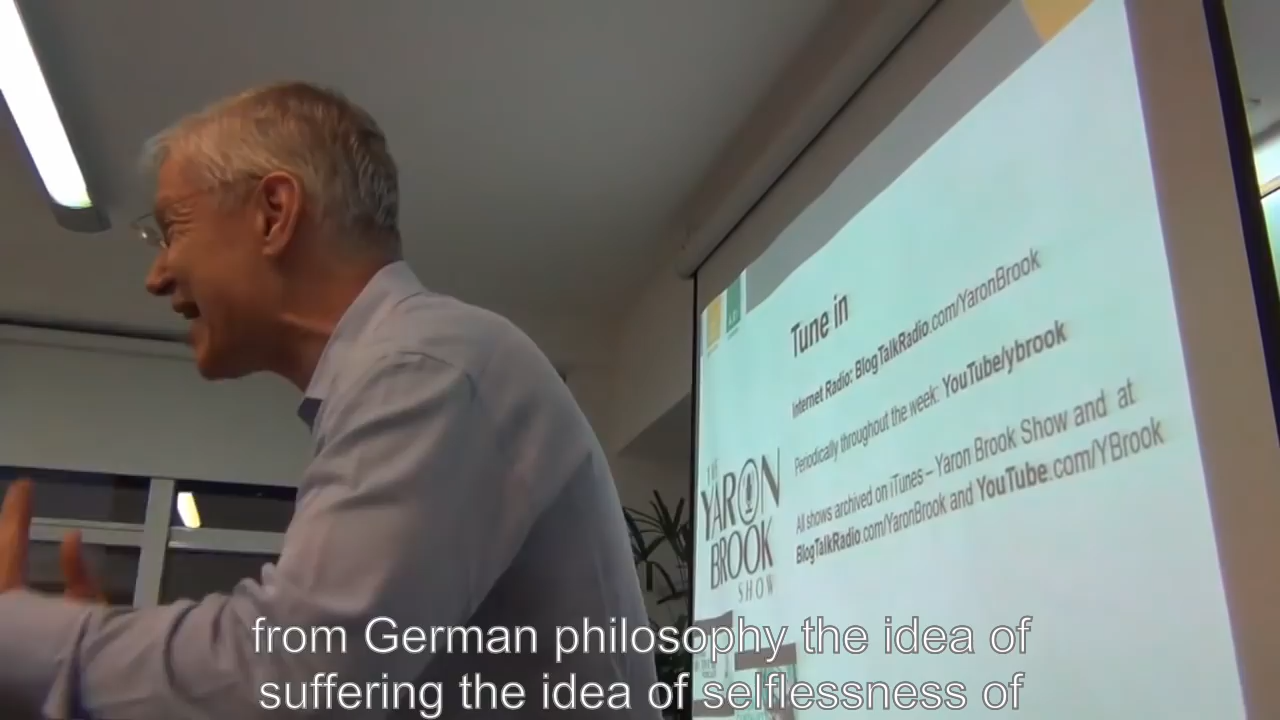 Tune in
Internet Radio: BlogTalkRadio.com/YaronBrook
Periodically throughout the week: YouTube/ybrook
All shows archived on iTunes – Yaron Brook Show and at
BlogTalkRadio.com/YaronBrook and YouTube.com/YBrook
THE
YARON
BROOK
SHOW
from German philosophy the idea of
suffering the idea of selflessness of